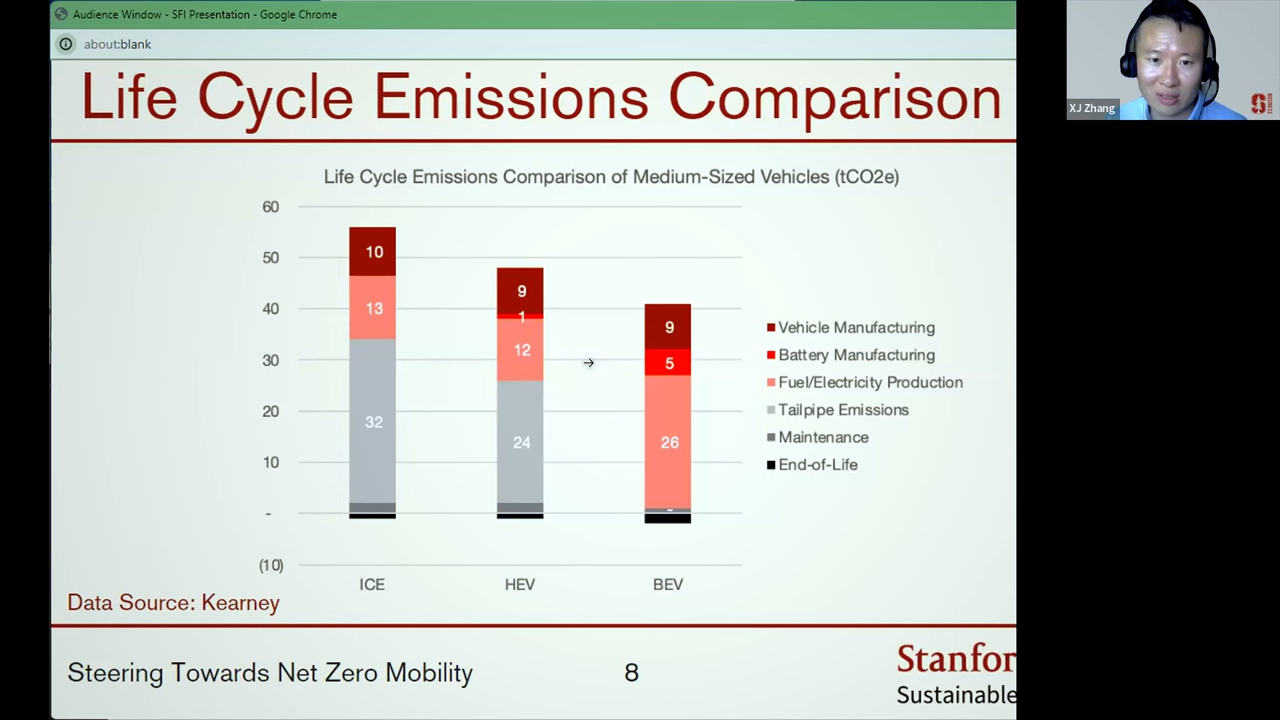 Audience Window - SFI Presentation - Google Chrome
about:blank
Life Cycle Emissions Comparison
XJ Zhang
Life Cycle Emissions Comparison of Medium-Sized Vehicles (tCO2e)
60
50
40
30
20
10
-
(10)
10
13
32
9
1
12
24
9
5
26
-
ICE
HEV
BEV
Vehicle Manufacturing
Battery Manufacturing
Fuel/Electricity Production
Tailpipe Emissions
Maintenance
End-of-Life
Data Source: Kearney
Steering Towards Net Zero Mobility
8
Stanfor
Sustainable